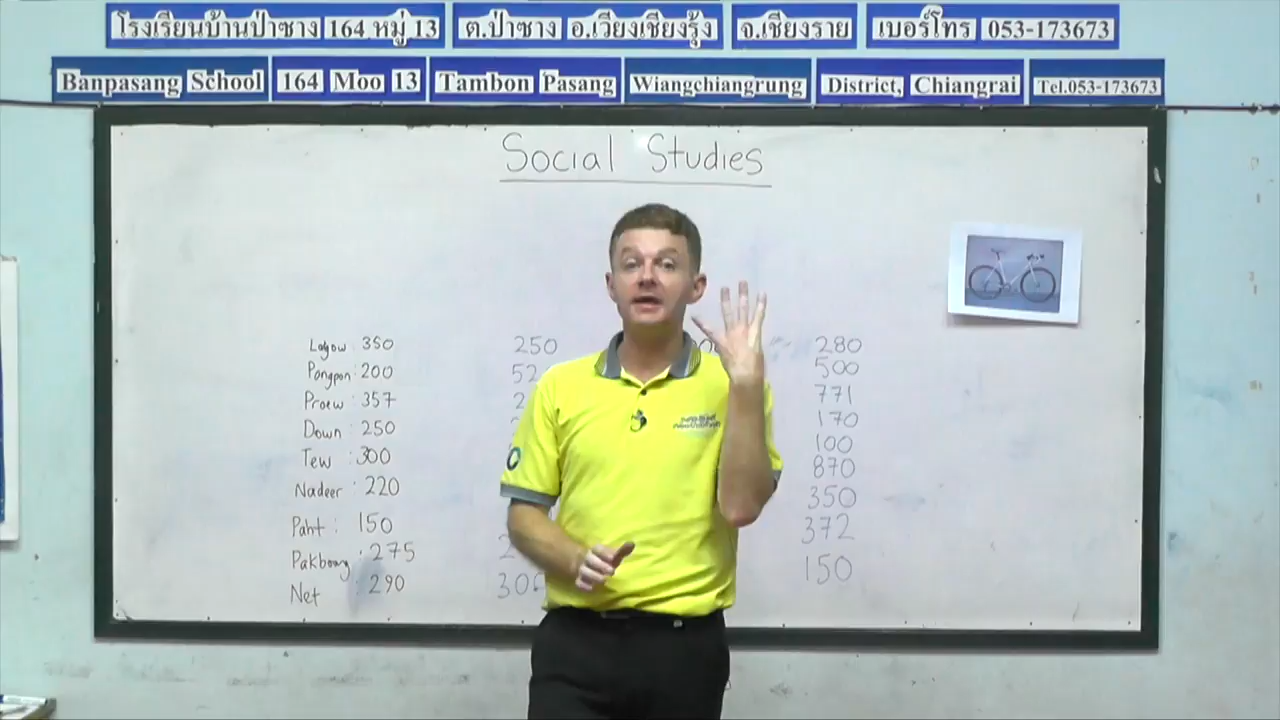 โรงเรียนบ้านป่าซาง 164 หมู่ 13 ต.ป่าซาง อ.เวียงเชียงรุ้ง จ.เชียงราย เบอร์โทร 053-173673
Banpasang School 164 Moo 13 Tambon Pasang Wiangchiangrung District, Chiangrai Tel.053-173673
Social Studies
350 250 280
Pongpon: 200 500
Proew : 357 771
Down : 250 170
Tew : 300 100
Nadeer : 220 870
Paht : 150 350
Pakboong : 275 372
Net : 290 150